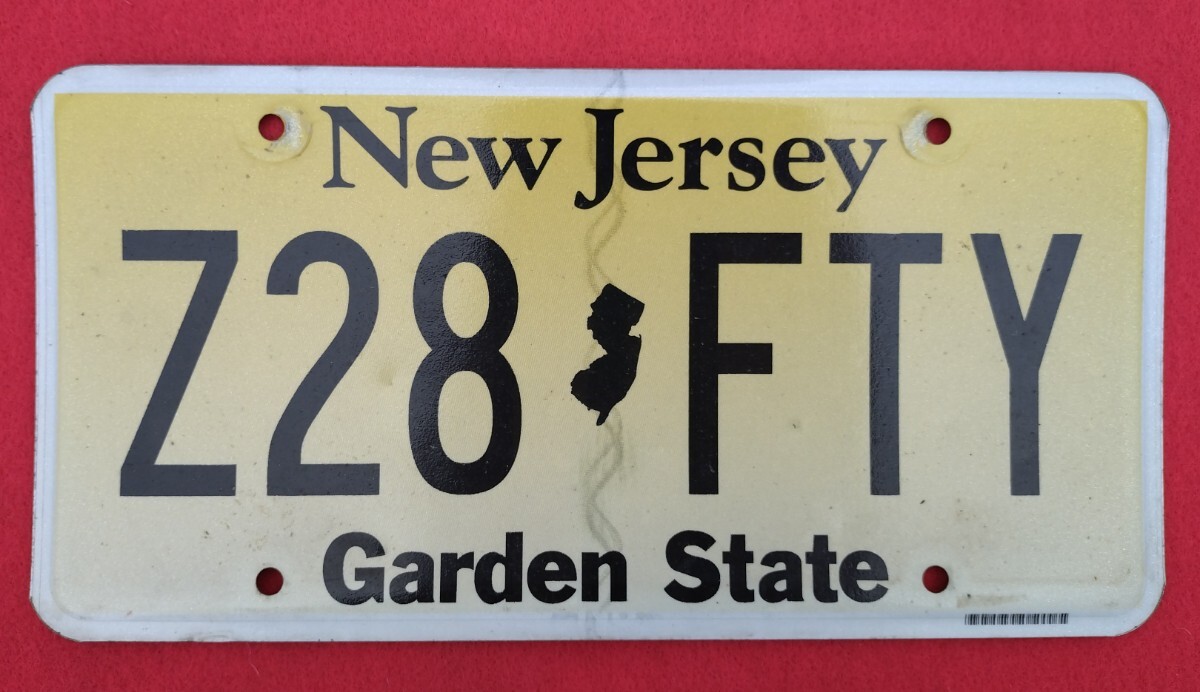 New Jersey
Z28 FTY
Garden State